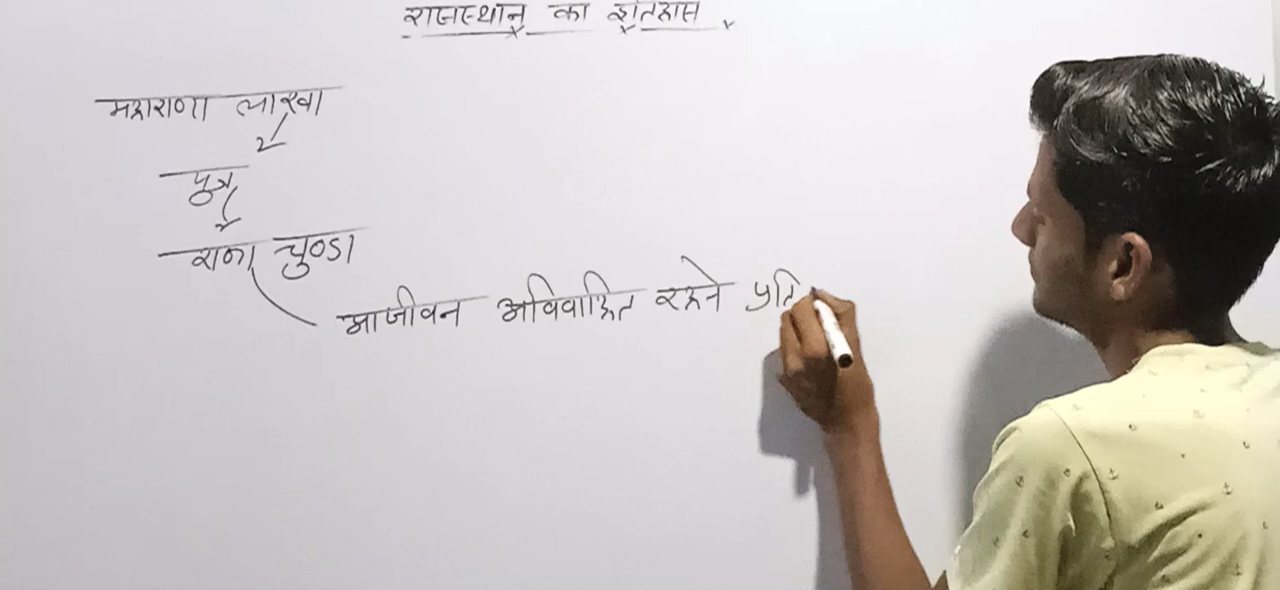 राजस्थान का इतिहास
महाराणा लाखा
पुत्र
राणा चुण्डा
आजीवन अविवाहित रहने प्रति